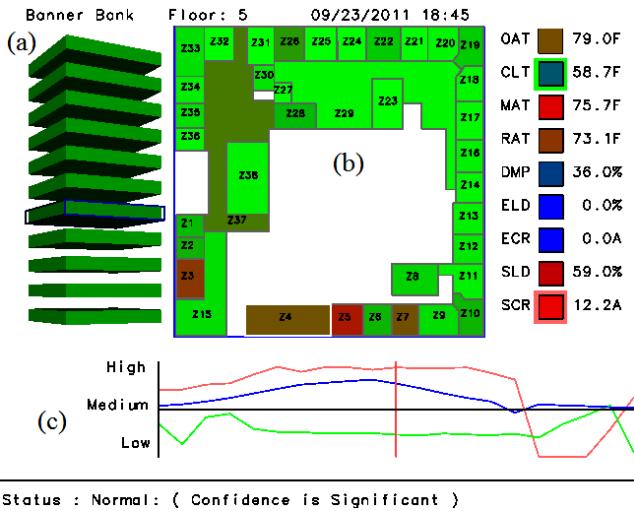 Banner Bank Floor: 5 09/23/2011 18:45
(a)
(b)
Z33 Z32 Z31 Z26 Z25 Z24 Z22 Z21 Z20 Z19
Z34 Z30 Z18
Z27 Z23
Z35 Z28 Z29 Z17
Z36
Z16
Z38 Z14
Z1 Z37 Z13
Z2 Z12
Z3 Z8 Z11
Z15 Z4 Z5 Z6 Z7 Z9 Z10
OAT 79.0F
CLT 58.7F
MAT 75.7F
RAT 73.1F
DMP 36.0%
ELD 0.0%
ECR 0.0A
SLD 59.0%
SCR 12.2A
High
Medium
(c)
Low
Status : Normal: ( Confidence is Significant )